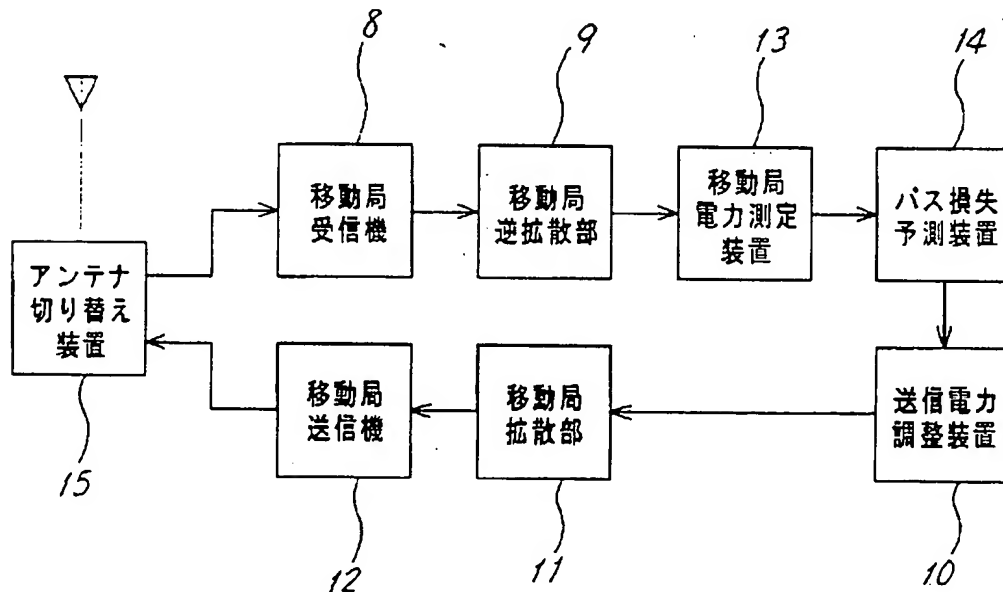 8
9
13
14
移動局
受信機
移動局
逆拡散部
移動局
電力測定
装置
パス損失
予測装置
アンテナ
切り替え
装置
移動局
送信機
移動局
拡散部
送信電力
調整装置
15
12
11
10